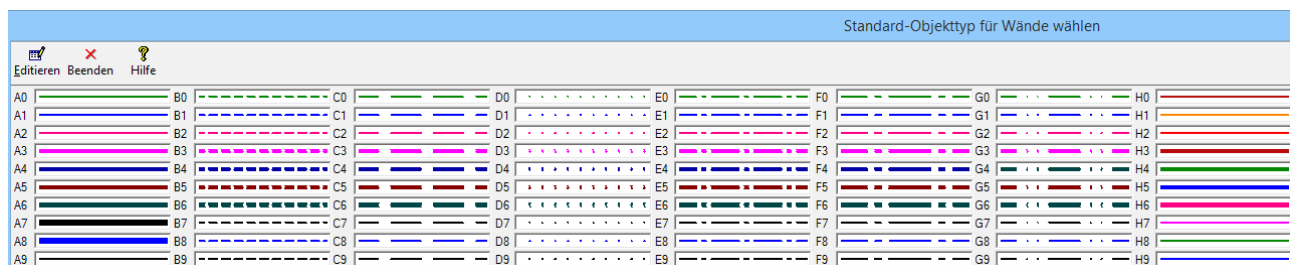 Standard-Objekttyp für Wände wählen
Editieren Beenden Hilfe
A0 B0 C0 D0 E0 F0 G0 H0
A1 B1 C1 D1 E1 F1 G1 H1
A2 B2 C2 D2 E2 F2 G2 H2
A3 B3 C3 D3 E3 F3 G3 H3
A4 B4 C4 D4 E4 F4 G4 H4
A5 B5 C5 D5 E5 F5 G5 H5
A6 B6 C6 D6 E6 F6 G6 H6
A7 B7 C7 D7 E7 F7 G7 H7
A8 B8 C8 D8 E8 F8 G8 H8
A9 B9 C9 D9 E9 F9 G9 H9